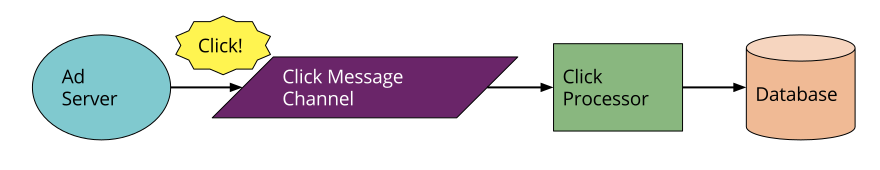 Ad
Server
Click!
Click Message
Channel
Click
Processor
Database